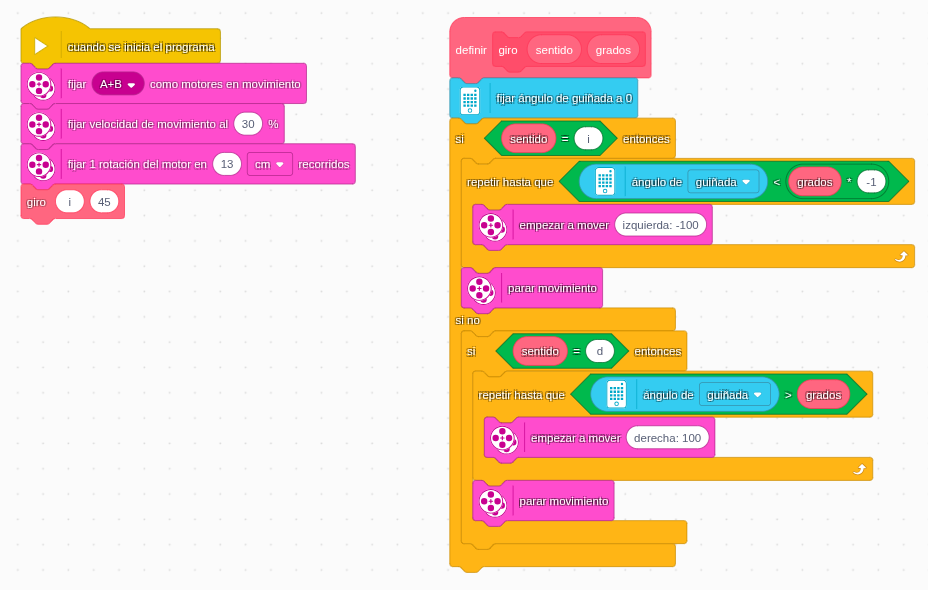 cuando se inicia el programa
fijar A+B como motores en movimiento
fijar velocidad de movimiento al 30 %
fijar 1 rotación del motor en 13 cm recorridos
giro i 45
definir giro sentido grados
fijar ángulo de guiñada a 0
si sentido = i entonces
repetir hasta que ángulo de guiñada < grados * -1
empezar a mover izquierda: -100
parar movimiento
si no
si sentido = d entonces
repetir hasta que ángulo de guiñada > grados
empezar a mover derecha: 100
parar movimiento